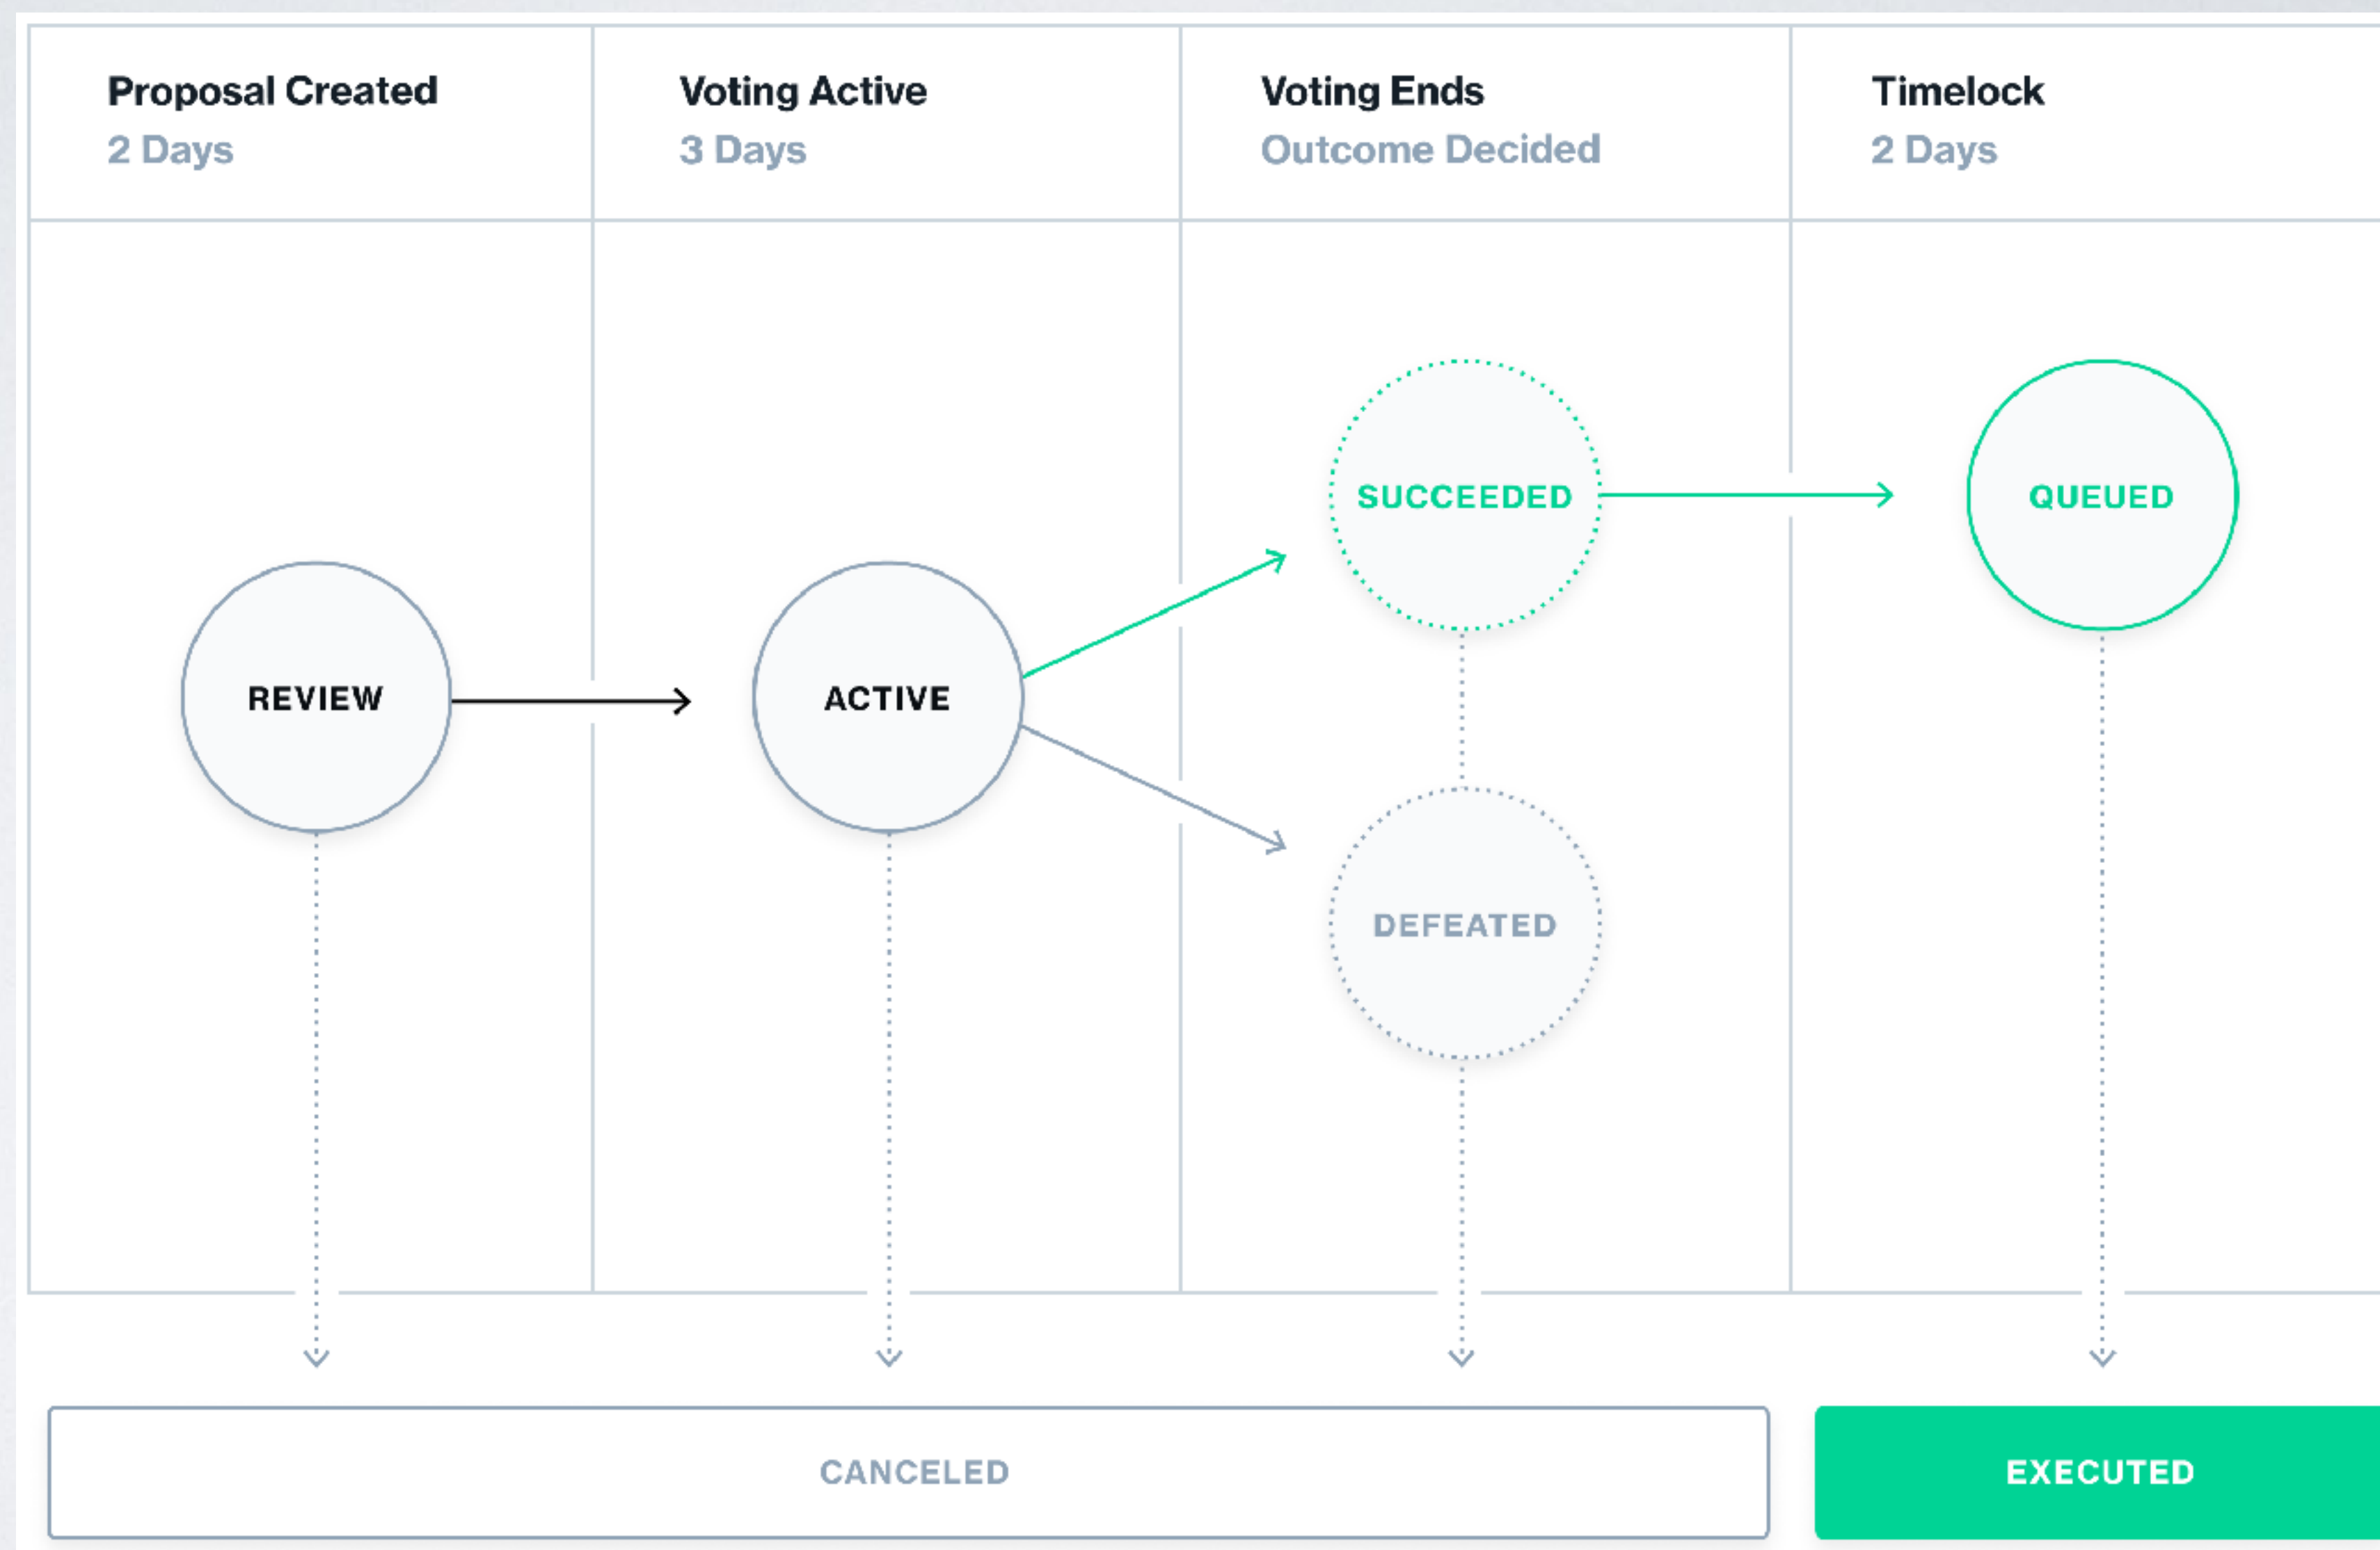 Proposal Created
2 Days
Voting Active
3 Days
Voting Ends
Outcome Decided
Timelock
2 Days
SUCCEEDED
QUEUED
REVIEW
ACTIVE
DEFEATED
CANCELED
EXECUTED